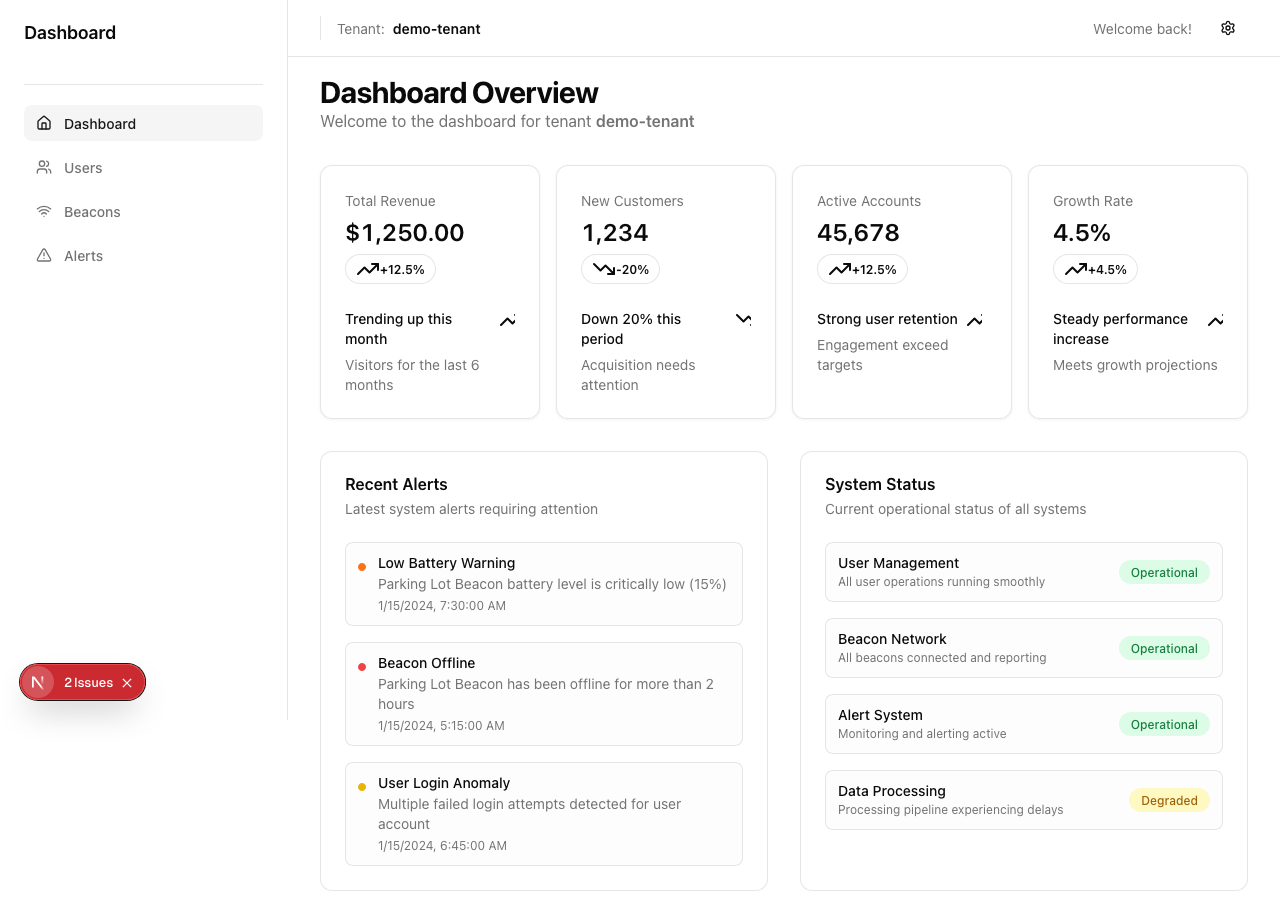 Dashboard
Dashboard
Users
Beacons
Alerts
N
2 Issues
Tenant: demo-tenant
Welcome back!
Dashboard Overview
Welcome to the dashboard for tenant demo-tenant
Total Revenue
$1,250.00
+12.5%
Trending up this
month
Visitors for the last 6
months
New Customers
1,234
-20%
Down 20% this
period
Acquisition needs
attention
Active Accounts
45,678
+12.5%
Strong user retention
Engagement exceed
targets
Growth Rate
4.5%
+4.5%
Steady performance
increase
Meets growth projections
Recent Alerts
Latest system alerts requiring attention
Low Battery Warning
Parking Lot Beacon battery level is critically low (15%)
1/15/2024, 7:30:00 AM
Beacon Offline
Parking Lot Beacon has been offline for more than 2
hours
1/15/2024, 5:15:00 AM
User Login Anomaly
Multiple failed login attempts detected for user
account
1/15/2024, 6:45:00 AM
System Status
Current operational status of all systems
User Management
All user operations running smoothly
Operational
Beacon Network
All beacons connected and reporting
Operational
Alert System
Monitoring and alerting active
Operational
Data Processing
Processing pipeline experiencing delays
Degraded